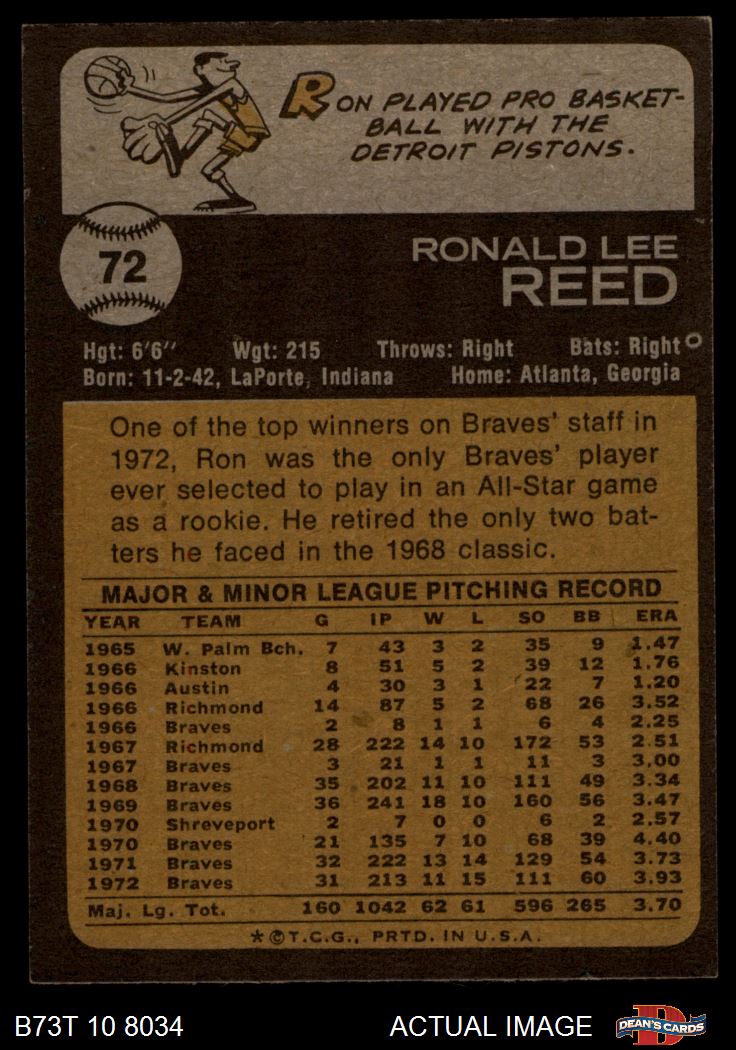 RON PLAYED PRO BASKET-
BALL WITH THE
DETROIT PISTONS.
72
RONALD LEE
REED
Hgt: 6'6" Wgt: 215 Throws: Right Bats: Right
Born: 11-2-42, LaPorte, Indiana Home: Atlanta, Georgia
One of the top winners on Braves' staff in
1972, Ron was the only Braves' player
ever selected to play in an All-Star game
as a rookie. He retired the only two bat-
ters he faced in the 1968 classic.
MAJOR & MINOR LEAGUE PITCHING RECORD
YEAR TEAM G IP W L SO BB ERA
1965 W. Palm Bch. 7 43 3 2 35 9 1.47
1966 Kinston 8 51 5 2 39 12 1.76
1966 Austin 4 30 3 1 22 7 1.20
1966 Richmond 14 87 5 2 68 26 3.52
1966 Braves 2 8 1 1 6 4 2.25
1967 Richmond 28 222 14 10 172 53 2.51
1967 Braves 3 21 1 1 11 3 3.00
1968 Braves 35 202 11 10 111 49 3.34
1969 Braves 36 241 18 10 160 56 3.47
1970 Shreveport 2 7 0 0 6 2 2.57
1970 Braves 21 135 7 10 68 39 4.40
1971 Braves 32 222 13 14 129 54 3.73
1972 Braves 31 213 11 15 111 60 3.93
Maj. Lg. Tot. 160 1042 62 61 596 265 3.70
*©T.C.G., PRTD. IN U.S.A.
B73T 10 8034 ACTUAL IMAGE
D
DEAN'S CARDS